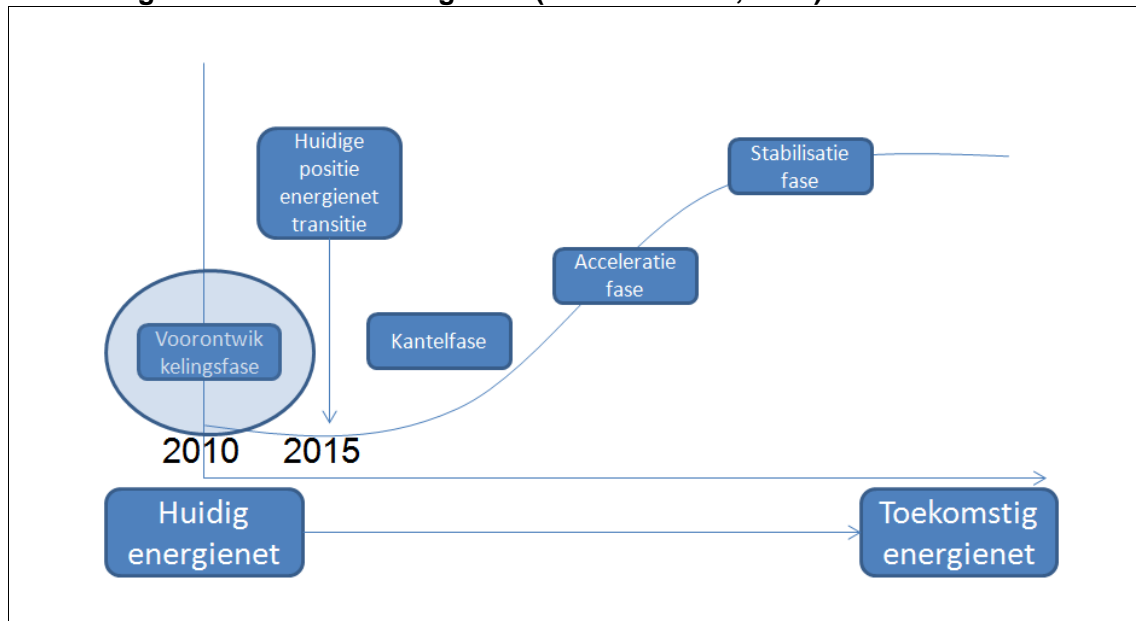 Huidige
positie
energienet
transitie
Stabilisatie
fase
Acceleratie
fase
Voorontwik
kelingsfase
Kantelfase
2010
2015
Huidig
energienet
Toekomstig
energienet